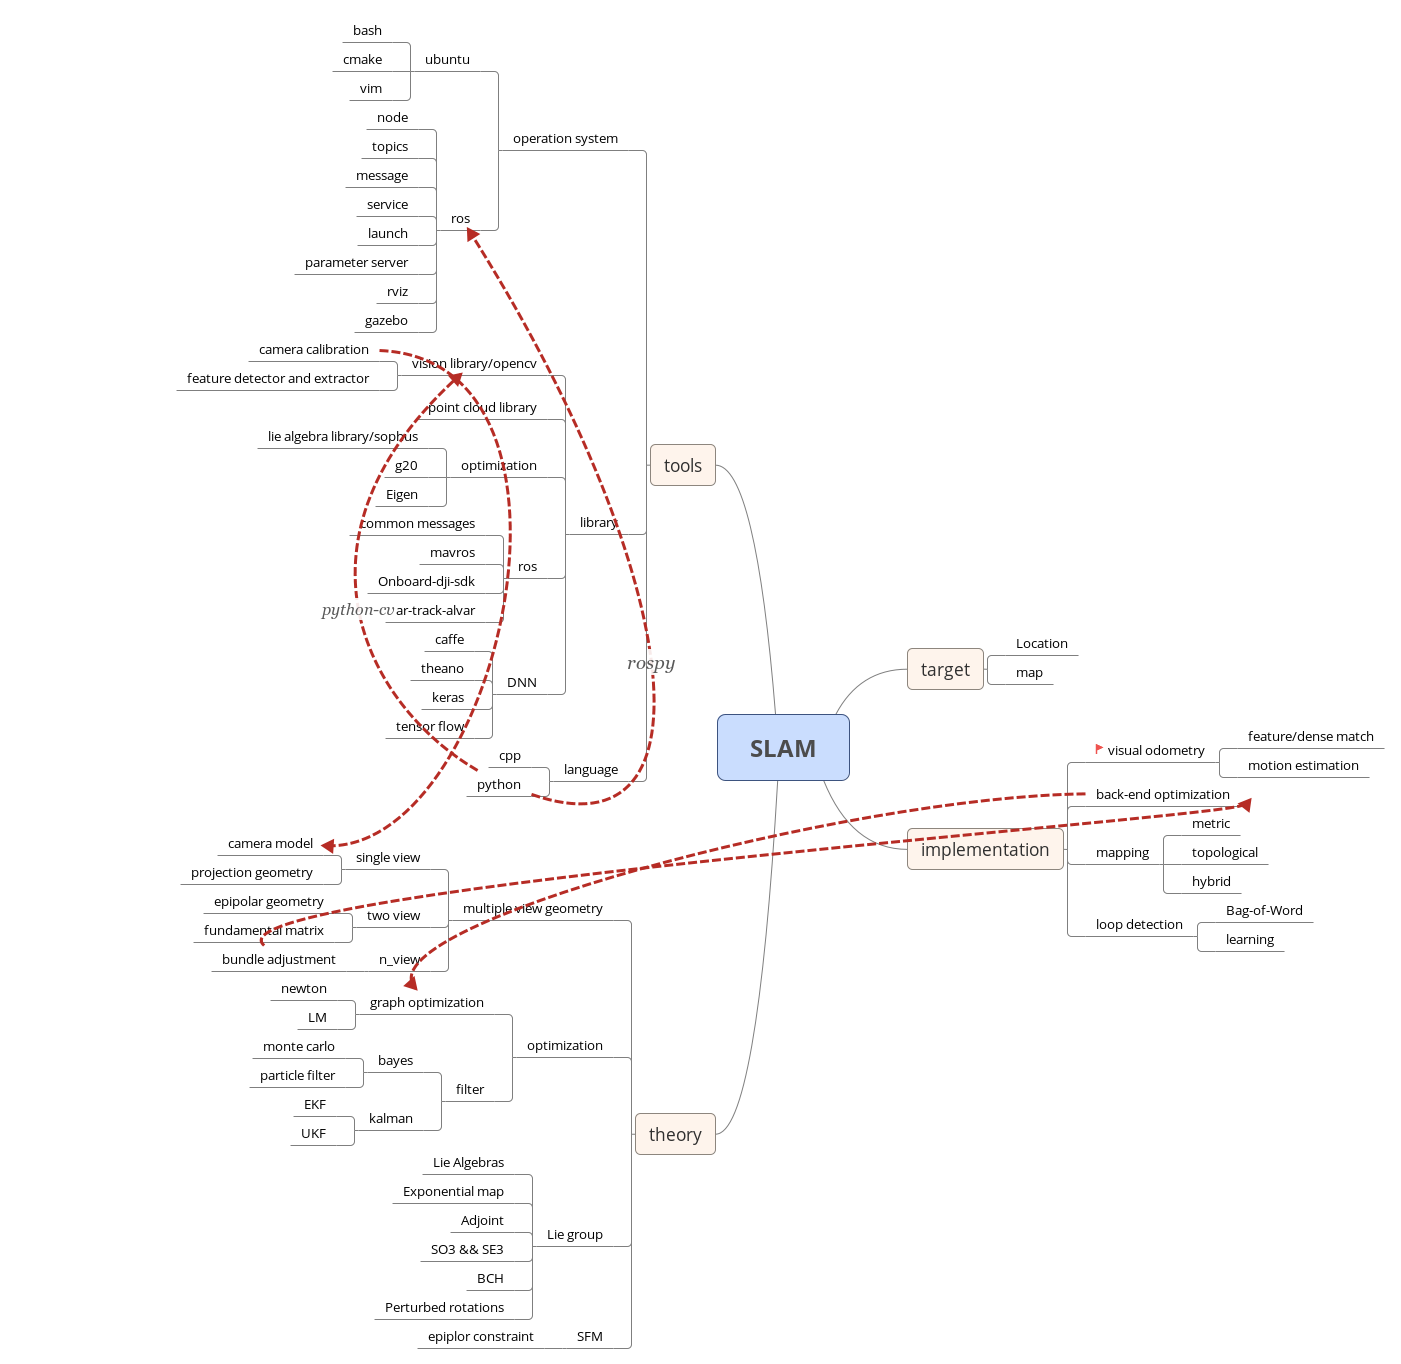 bash
cmake
ubuntu
vim
node
operation system
topics
message
service
ros
launch
parameter server
rviz
gazebo
camera calibration
vision library/opencv
feature detector and extractor
point cloud library
lie algebra library/sophus
g20
optimization
Eigen
tools
common messages
library
mavros
ros
Onboard-dji-sdk
python-cv
ar-track-alvar
caffe
theano
DNN
keras
tensor flow
rospy
cpp
language
python
SLAM
target
Location
map
visual odometry
feature/dense match
motion estimation
back-end optimization
implementation
mapping
metric
topological
hybrid
loop detection
Bag-of-Word
learning
camera model
single view
projection geometry
epipolar geometry
two view
multiple view geometry
fundamental matrix
bundle adjustment
n_view
newton
graph optimization
LM
optimization
monte carlo
bayes
particle filter
filter
EKF
kalman
UKF
theory
Lie Algebras
Exponential map
Adjoint
Lie group
SO3 && SE3
BCH
Perturbed rotations
epiplor constraint
SFM